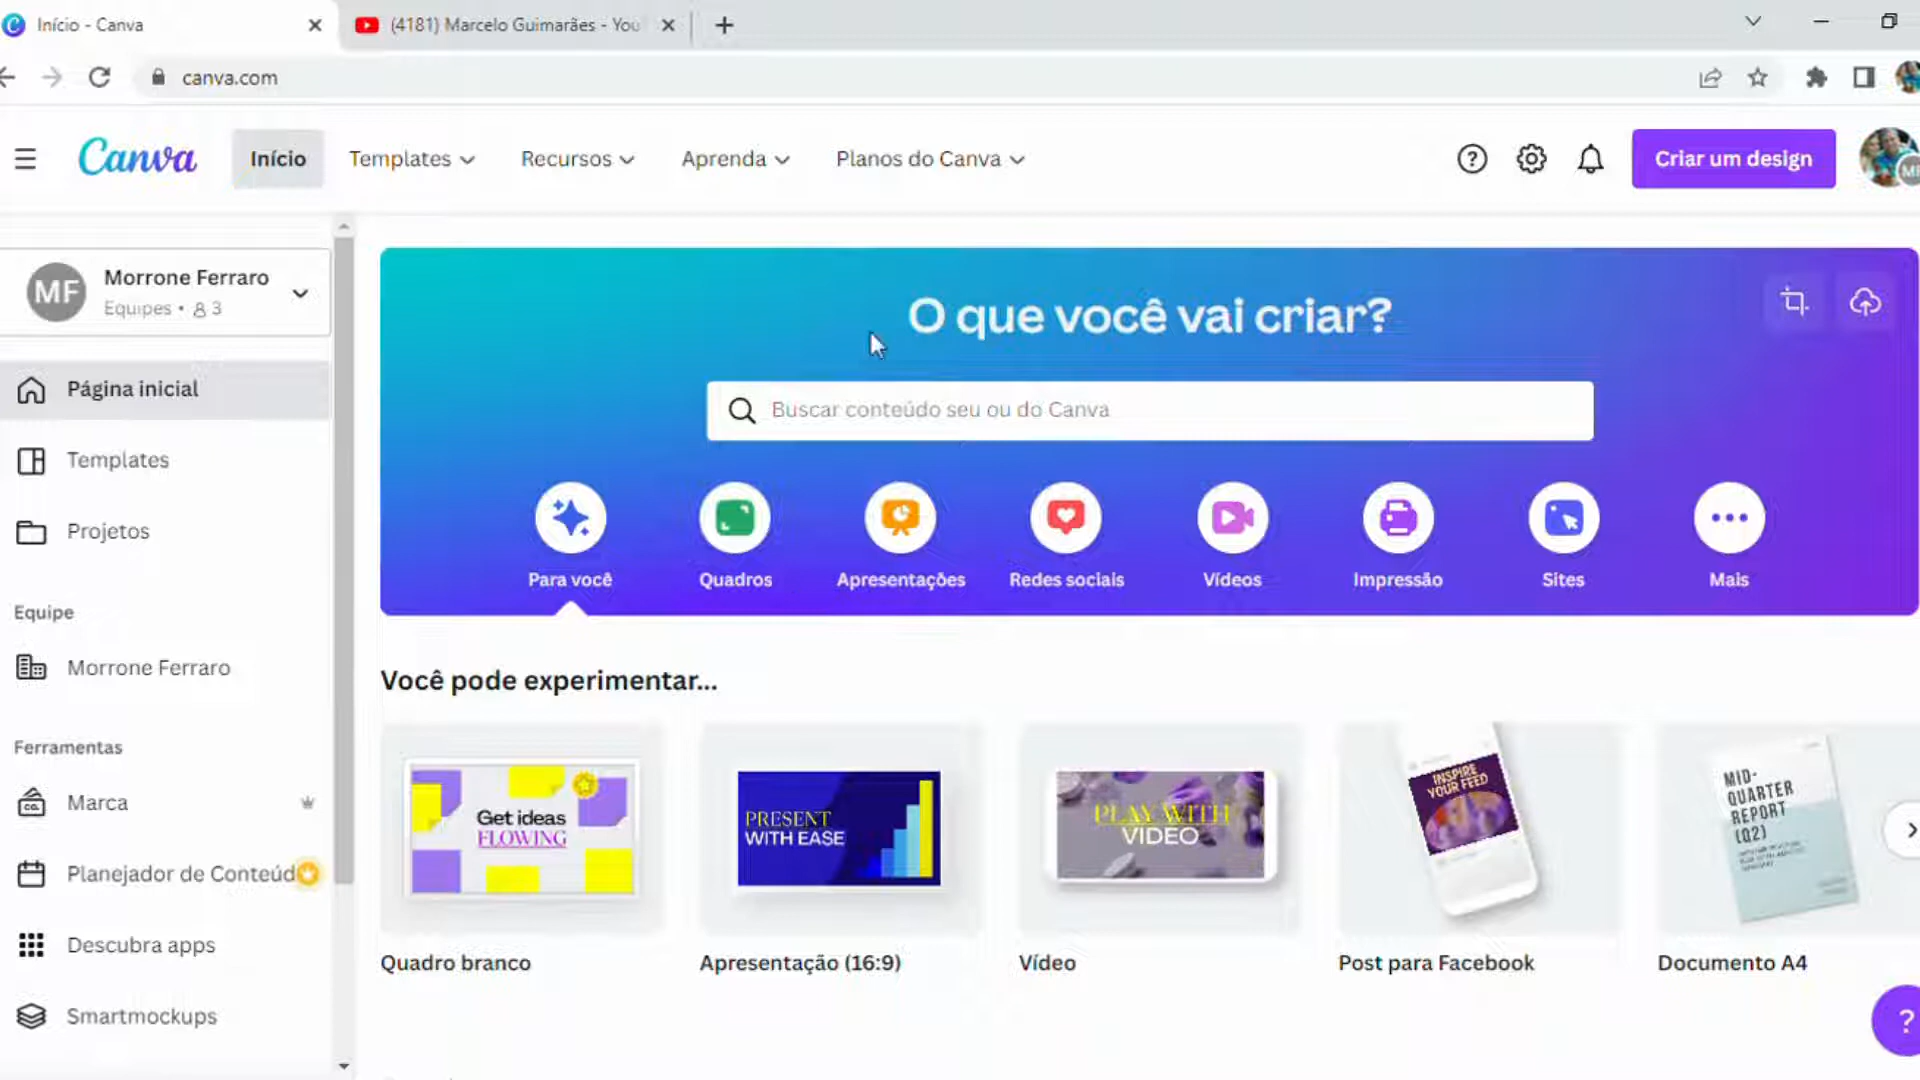 Início - Canva
(4181) Marcelo Guimarães - You
canva.com
Canva
Início
Templates
Recursos
Aprenda
Planos do Canva
Criar um design
MF
Morrone Ferraro
Equipes • 3
Página inicial
Templates
Projetos
Equipe
Morrone Ferraro
Ferramentas
Marca
Planejador de Conteúd
Descubra apps
Smartmockups
O que você vai criar?
Buscar conteúdo seu ou do Canva
Para você
Quadros
Apresentações
Redes sociais
Vídeos
Impressão
Sites
Mais
Você pode experimentar...
Get ideas
FLOWING
Quadro branco
PRESENT
WITH EASE
Apresentação (16:9)
PLAY WITH
VIDEO
Vídeo
INSPIRE
YOUR FEED
Post para Facebook
MID-
QUARTER
REPORT
(Q2)
Documento A4
?